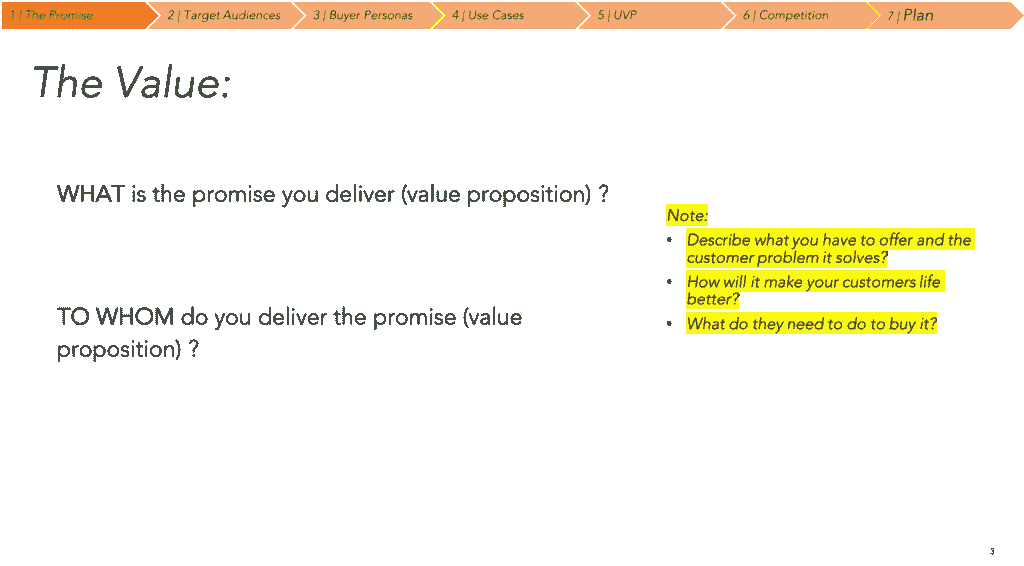 1 | The Promise
2 | Target Audiences
3 | Buyer Personas
4 | Use Cases
5 | UVP
6 | Competition
7 | Plan
The Value:
WHAT is the promise you deliver (value proposition) ?
TO WHOM do you deliver the promise (value
proposition) ?
Note:
• Describe what you have to offer and the
customer problem it solves?
• How will it make your customers life
better?
• What do they need to do to buy it?
3